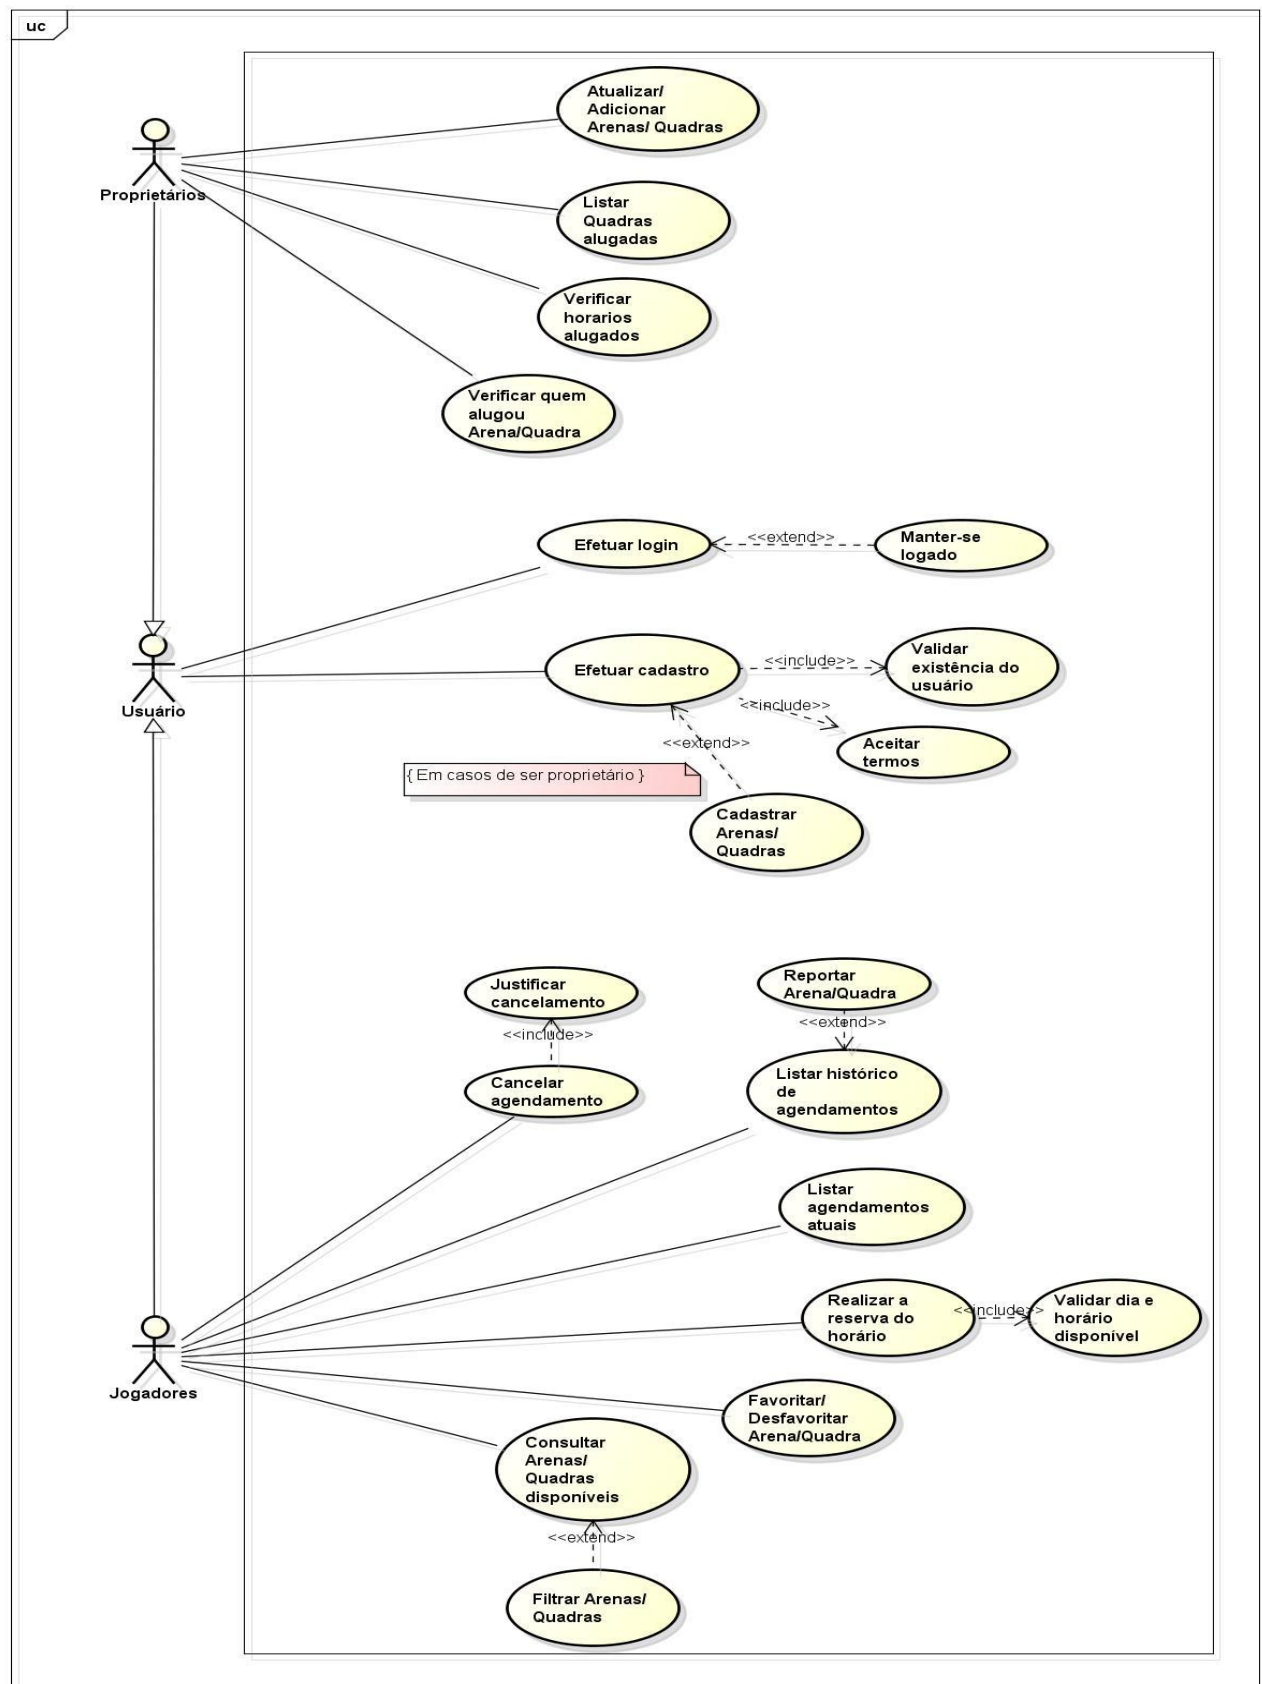 uc
Atualizar/
Adicionar
Arenas/ Quadras
Proprietários
Listar
Quadras
alugadas
Verificar
horarios
alugados
Verificar quem
alugou
Arena/Quadra
Efetuar login
<<extend>>
Manter-se
logado
Usuário
Efetuar cadastro
<<include>>
Validar
existência do
usuário
<<include>>
Aceitar
termos
<<extend>>
{ Em casos de ser proprietário }
Cadastrar
Arenas/
Quadras
Justificar
cancelamento
<<include>>
Cancelar
agendamento
Reportar
Arena/Quadra
<<extend>>
Listar histórico
de
agendamentos
Listar
agendamentos
atuais
Realizar a
reserva do
horário
<<include>>
Validar dia e
horário
disponível
Jogadores
Favoritar/
Desfavoritar
Arena/Quadra
Consultar
Arenas/
Quadras
disponíveis
<<extend>>
Filtrar Arenas/
Quadras